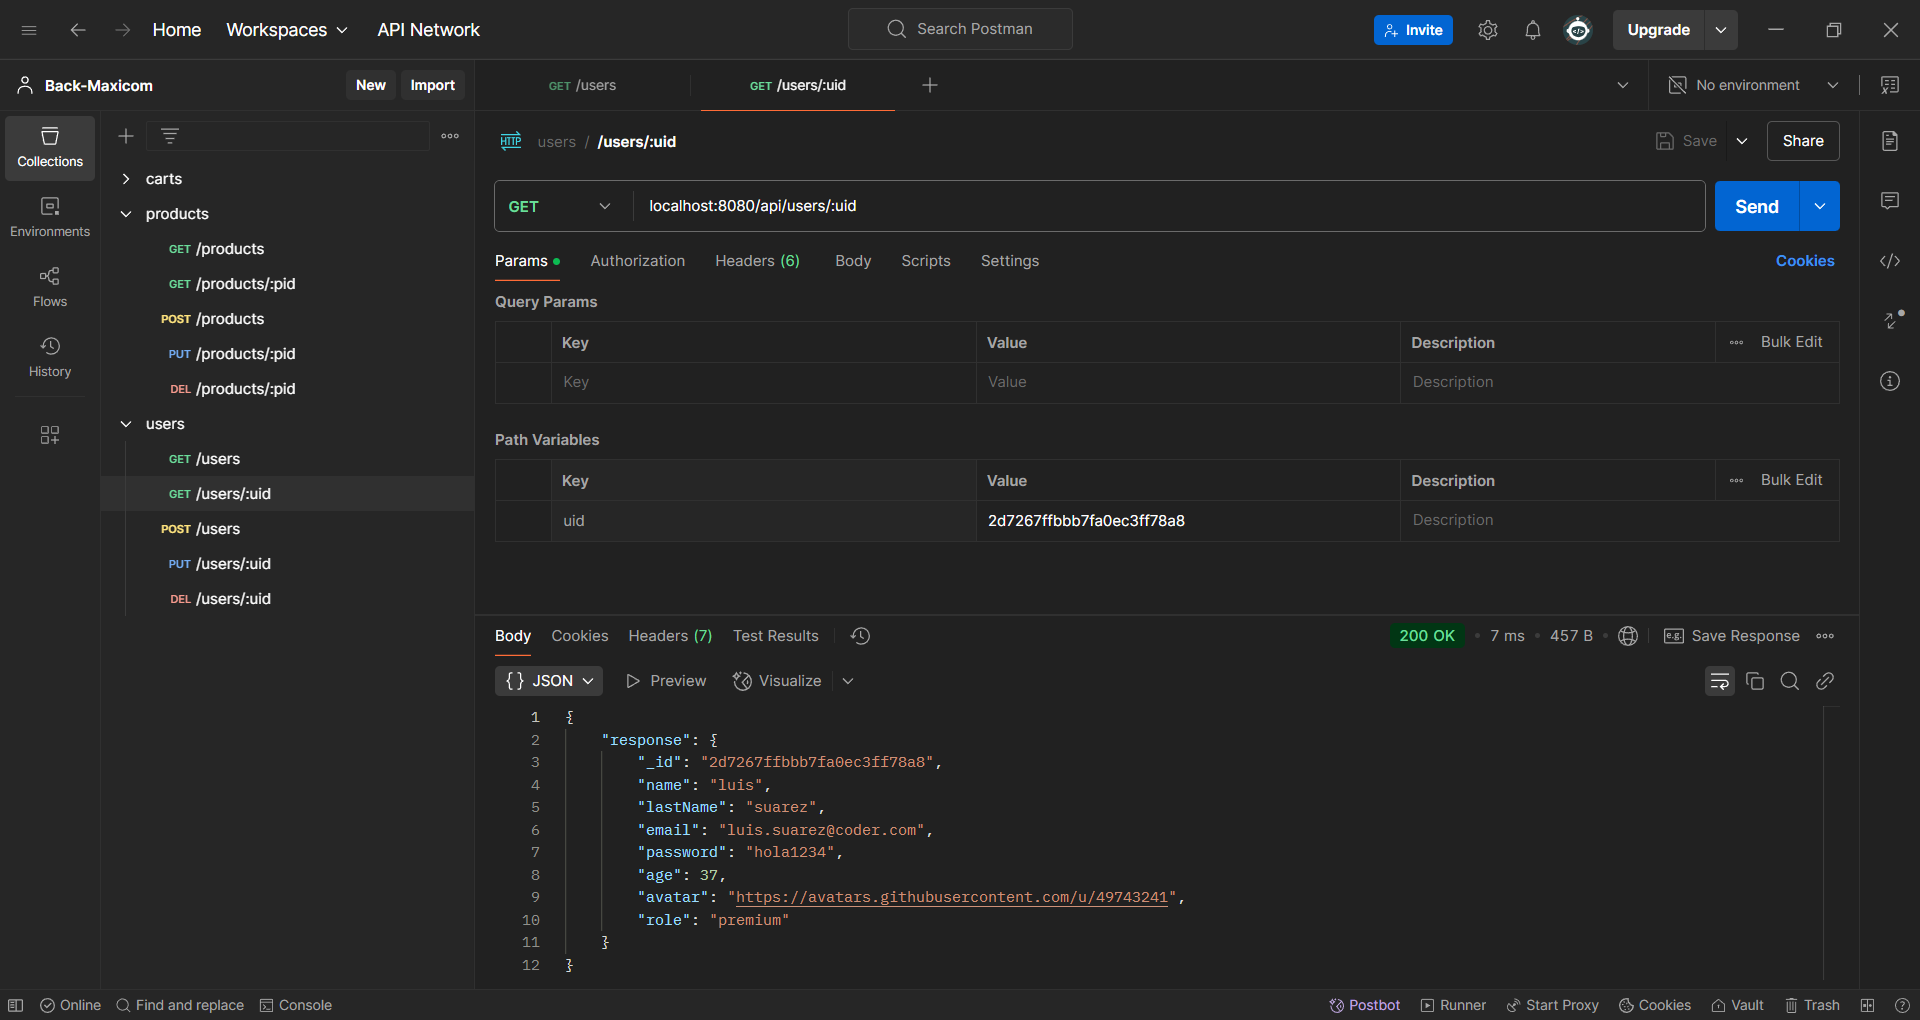 Home Workspaces API Network Search Postman Invite Upgrade
Back-Maxicom New Import GET /users GET /users/:uid No environment
Collections
Environments
Flows
History
carts
products
GET /products
GET /products/:pid
POST /products
PUT /products/:pid
DEL /products/:pid
users
GET /users
GET /users/:uid
POST /users
PUT /users/:uid
DEL /users/:uid
HTTP users / /users/:uid Save Share
GET localhost:8080/api/users/:uid Send
Params Authorization Headers (6) Body Scripts Settings Cookies
Query Params
Key Value Description Bulk Edit
Key Value Description
Path Variables
Key Value Description Bulk Edit
uid 2d7267ffbbb7fa0ec3ff78a8 Description
Body Cookies Headers (7) Test Results 200 OK 7 ms 457 B e.g. Save Response
{} JSON Preview Visualize
1 {
2 "response": {
3 "_id": "2d7267ffbbb7fa0ec3ff78a8",
4 "name": "luis",
5 "lastName": "suarez",
6 "email": "luis.suarez@coder.com",
7 "password": "hola1234",
8 "age": 37,
9 "avatar": "https://avatars.githubusercontent.com/u/49743241",
10 "role": "premium"
11 }
12 }
Online Find and replace Console Postbot Runner Start Proxy Cookies Vault Trash